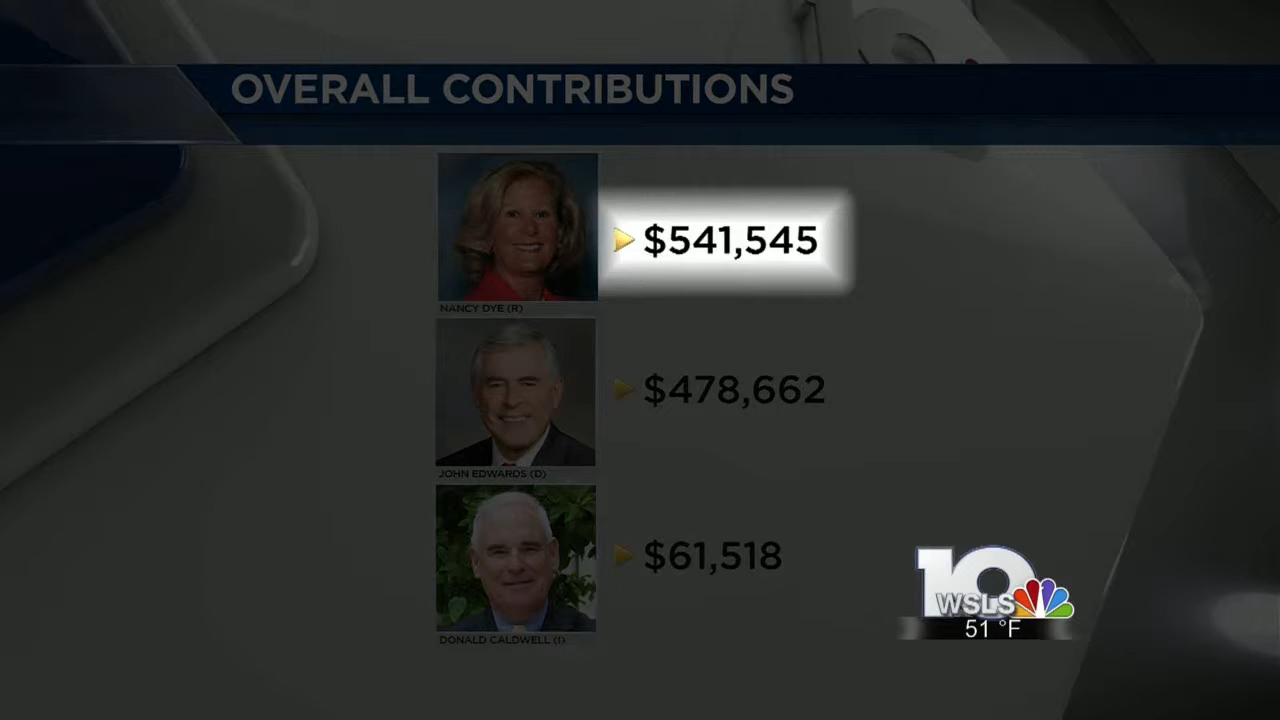 OVERALL CONTRIBUTIONS
$541,545
NANCY DYE (R)
$478,662
JOHN EDWARDS (D)
$61,518
DONALD CALDWELL (I)
10
WSLS
51 °F